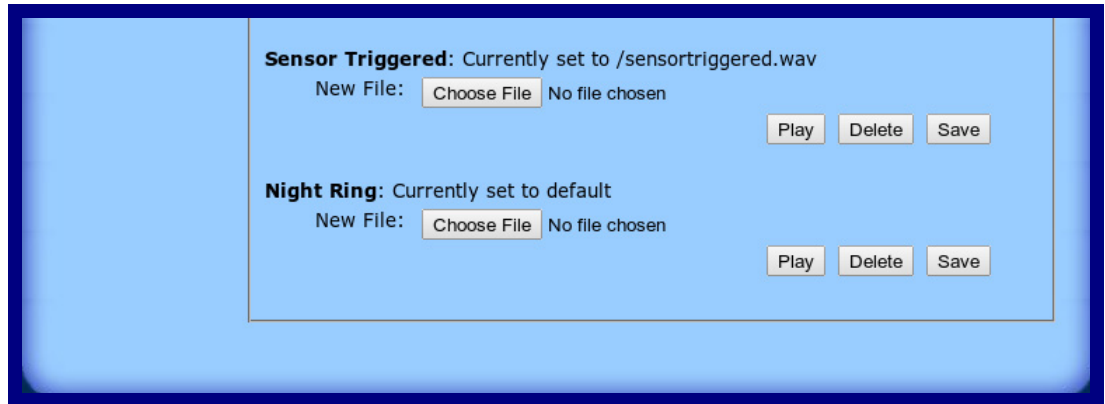 Sensor Triggered: Currently set to /sensortriggered.wav
New File: Choose File No file chosen
Play Delete Save
Night Ring: Currently set to default
New File: Choose File No file chosen
Play Delete Save